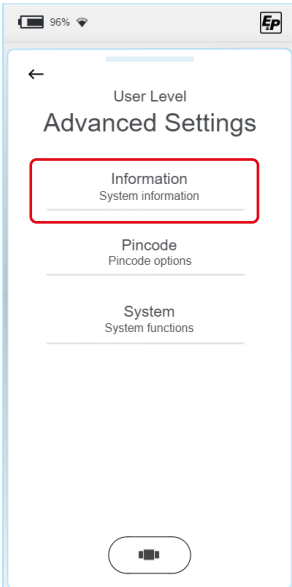 96%
EP
User Level
Advanced Settings
Information
System information
Pincode
Pincode options
System
System functions